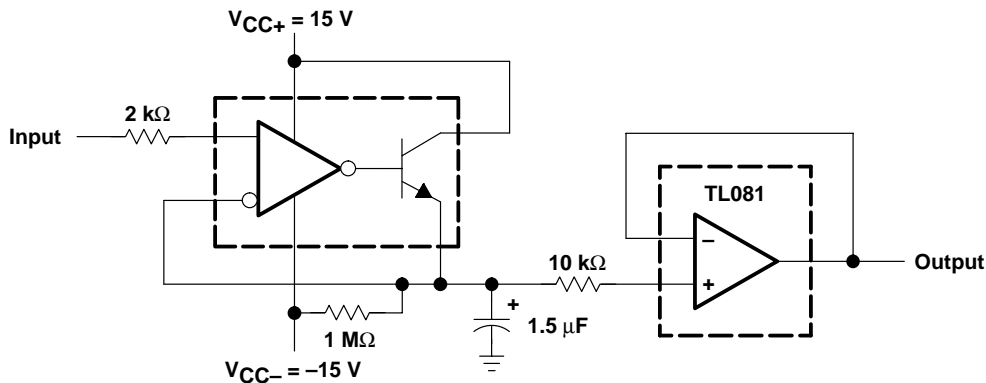 VCC+ = 15 V
2 kΩ
Input
TL081
−
+
10 kΩ
Output
+
1.5 μF
1 MΩ
VCC− = −15 V